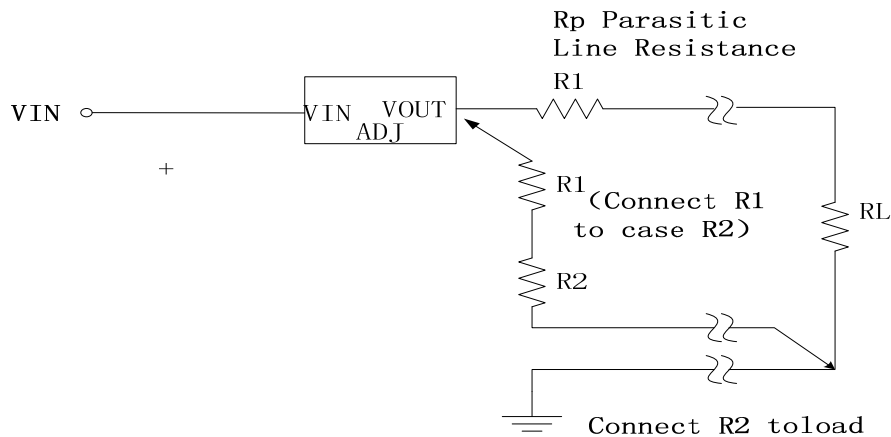 Rp Parasitic
Line Resistance
R1
VIN
VIN
VOUT
ADJ
+
R1
(Connect R1
to case R2)
RL
R2
Connect R2 toload